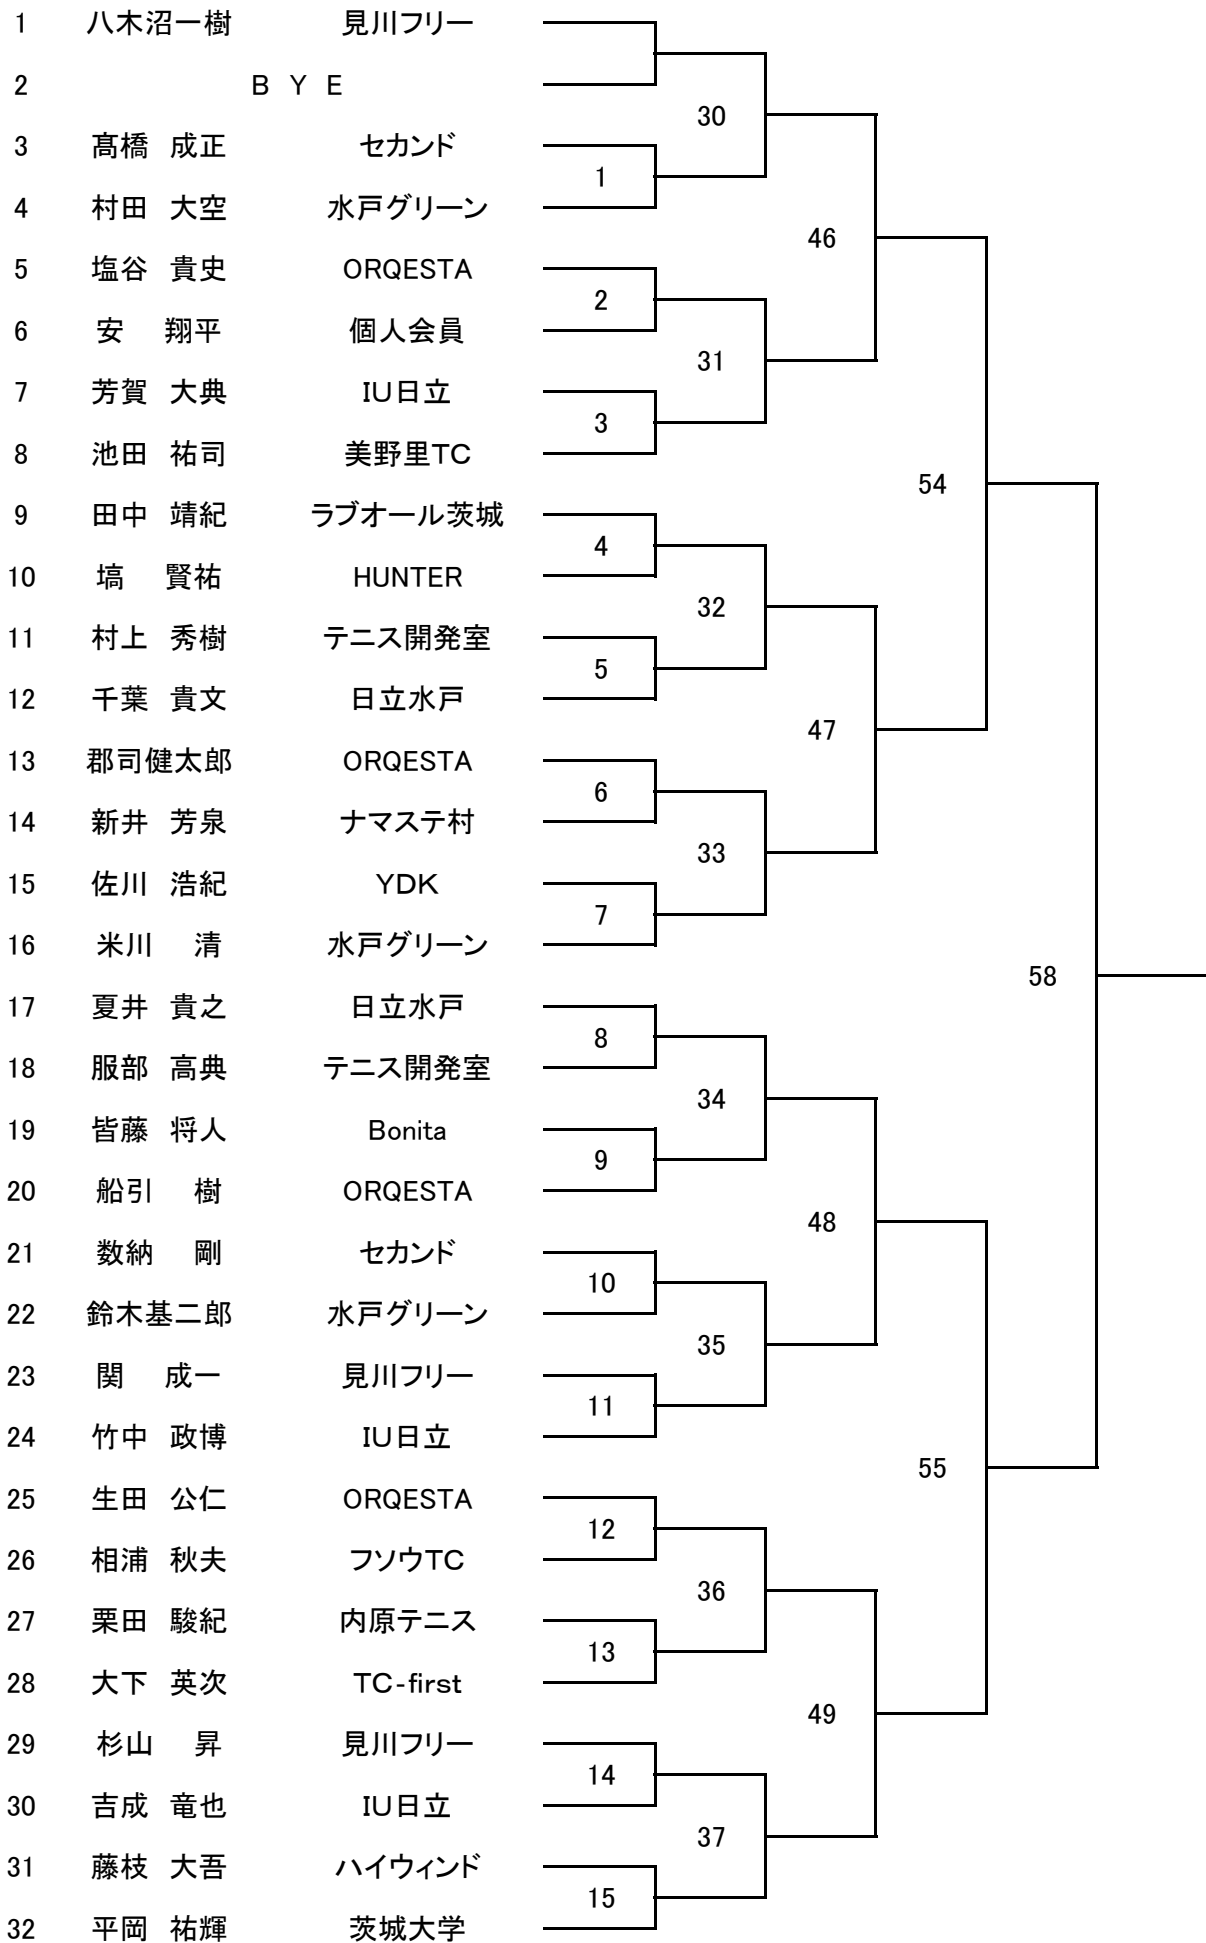 1 八木沼一樹 見川フリー
2 B Y E
30
3 髙橋 成正 セカンド
1
4 村田 大空 水戸グリーン
46
5 塩谷 貴史 ORQESTA
2
6 安 翔平 個人会員
31
7 芳賀 大典 IU日立
3
8 池田 祐司 美野里TC
54
9 田中 靖紀 ラブオール茨城
4
10 塙 賢祐 HUNTER
32
11 村上 秀樹 テニス開発室
5
12 千葉 貴文 日立水戸
47
13 郡司健太郎 ORQESTA
6
14 新井 芳泉 ナマステ村
33
15 佐川 浩紀 YDK
7
16 米川 清 水戸グリーン
58
17 夏井 貴之 日立水戸
8
18 服部 高典 テニス開発室
34
19 皆藤 将人 Bonita
9
20 船引 樹 ORQESTA
48
21 数納 剛 セカンド
10
22 鈴木基二郎 水戸グリーン
35
23 関 成一 見川フリー
11
24 竹中 政博 IU日立
55
25 生田 公仁 ORQESTA
12
26 相浦 秋夫 フソウTC
36
27 栗田 駿紀 内原テニス
13
28 大下 英次 TC-first
49
29 杉山 昇 見川フリー
14
30 吉成 竜也 IU日立
37
31 藤枝 大吾 ハイウィンド
15
32 平岡 祐輝 茨城大学